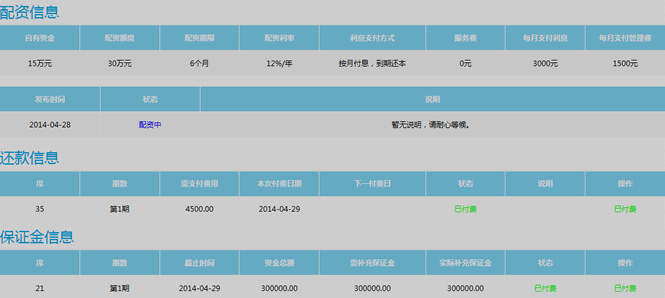 配资信息
自有资金 配资额度 配资期限 配资利率 利息支付方式 服务费 每月支付利息 每月支付管理费
15万元 30万元 6个月 12%/年 按月付息，到期还本 0元 3000元 1500元
发布时间 状态 说明
2014-04-28 配资中 暂无说明，请耐心等候。
还款信息
库 期数 需支付费用 本次付费日期 下一付费日 状态 说明 操作
35 第1期 4500.00 2014-04-29 已付费 已付费
保证金信息
库 期数 截止时间 资金总额 需补充保证金 实际补充保证金 状态 操作
21 第1期 2014-04-29 300000.00 300000.00 300000.00 已付费 已付费